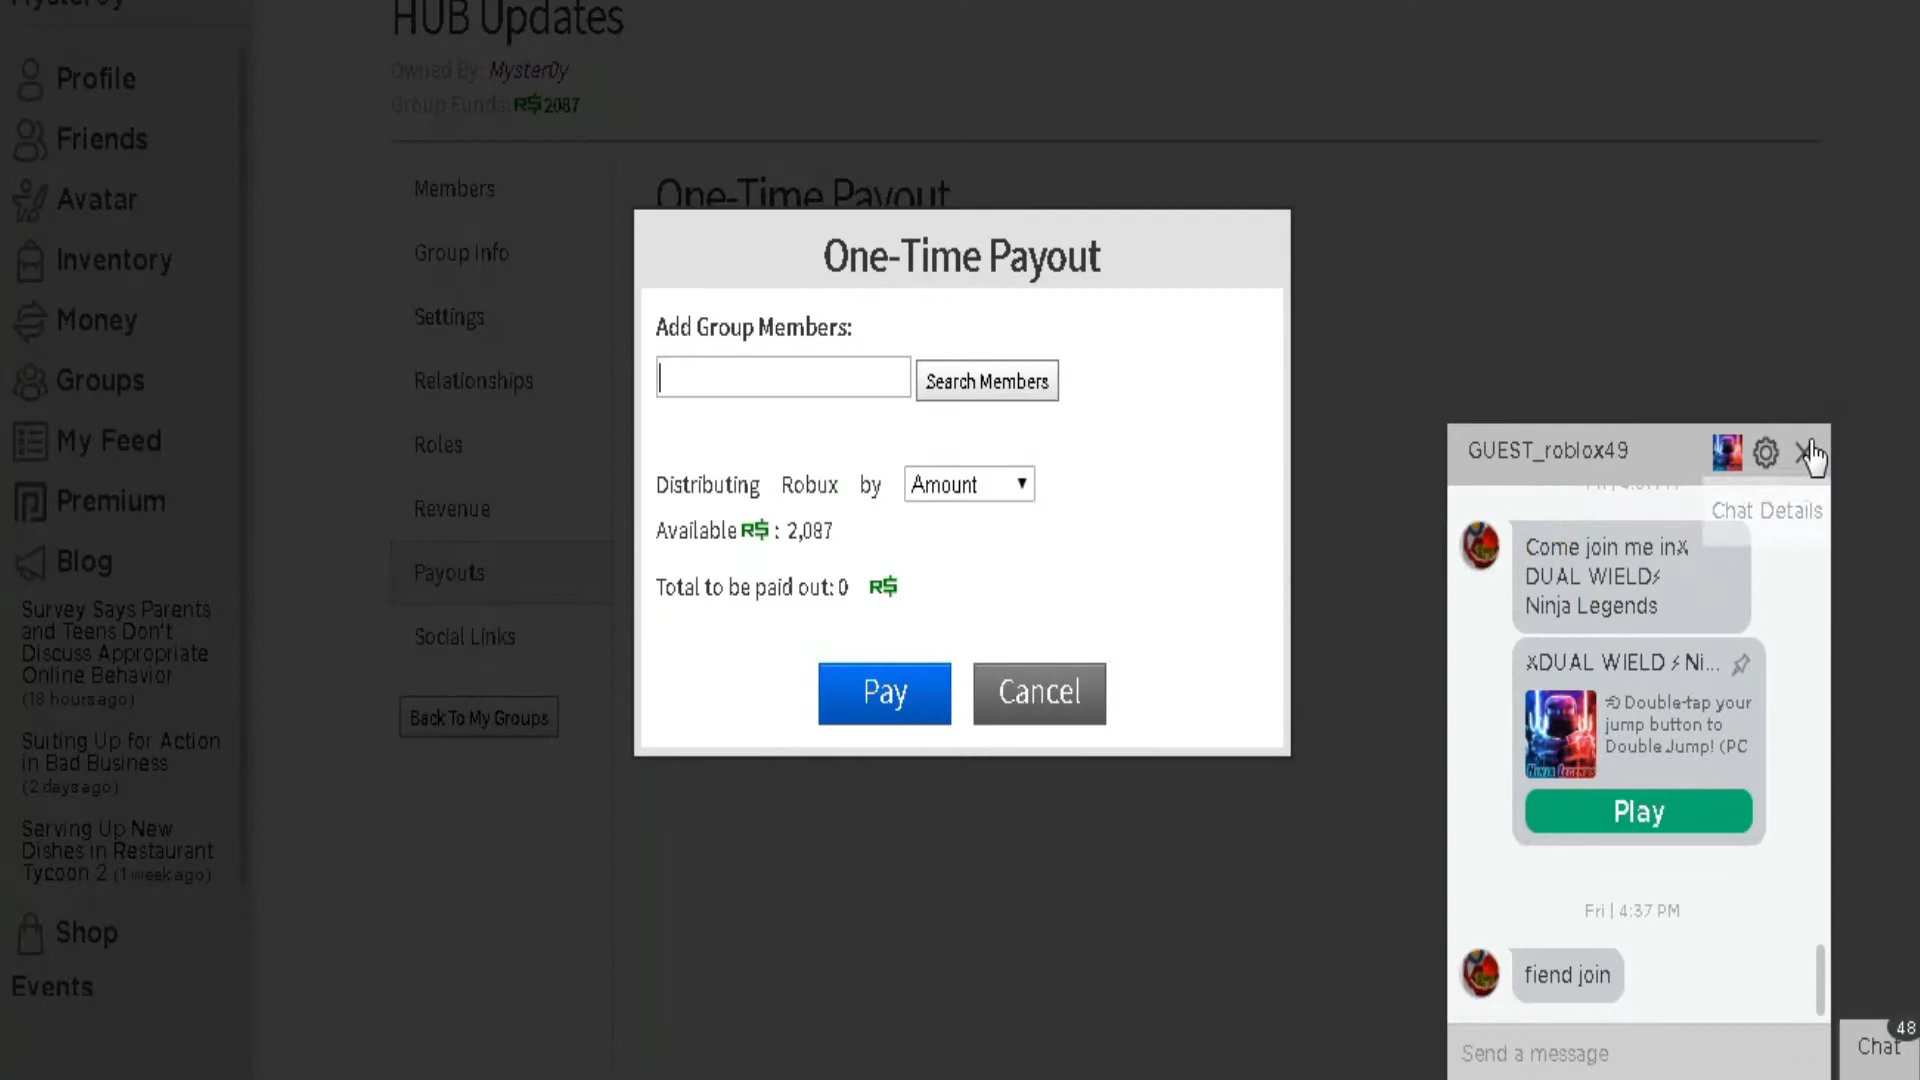 HUB Updates
Owned By: Myster0y
Group Funds: R$ 2087
Profile
Friends
Avatar
Inventory
Money
Groups
My Feed
Premium
Blog
Survey Says Parents
and Teens Don't
Discuss Appropriate
Online Behavior
(18 hours ago)
Suiting Up for Action
in Bad Business
(2 days ago)
Serving Up New
Dishes in Restaurant
Tycoon 2 (1 week ago)
Shop
Events
Members
Group Info
Settings
Relationships
Roles
Revenue
Payouts
Social Links
Back To My Groups
One-Time Payout
One-Time Payout
Add Group Members:
Search Members
Distributing Robux by Amount
Available R$ : 2,087
Total to be paid out: 0 R$
Pay
Cancel
GUEST_roblox49
Chat Details
Come join me in⚔
DUAL WIELD⚡
Ninja Legends
⚔DUAL WIELD⚡Ni...
Double-tap your
jump button to
Double Jump! (PC
NINJA LEGENDS
Play
Fri | 4:37 PM
fiend join
Send a message
Chat
48